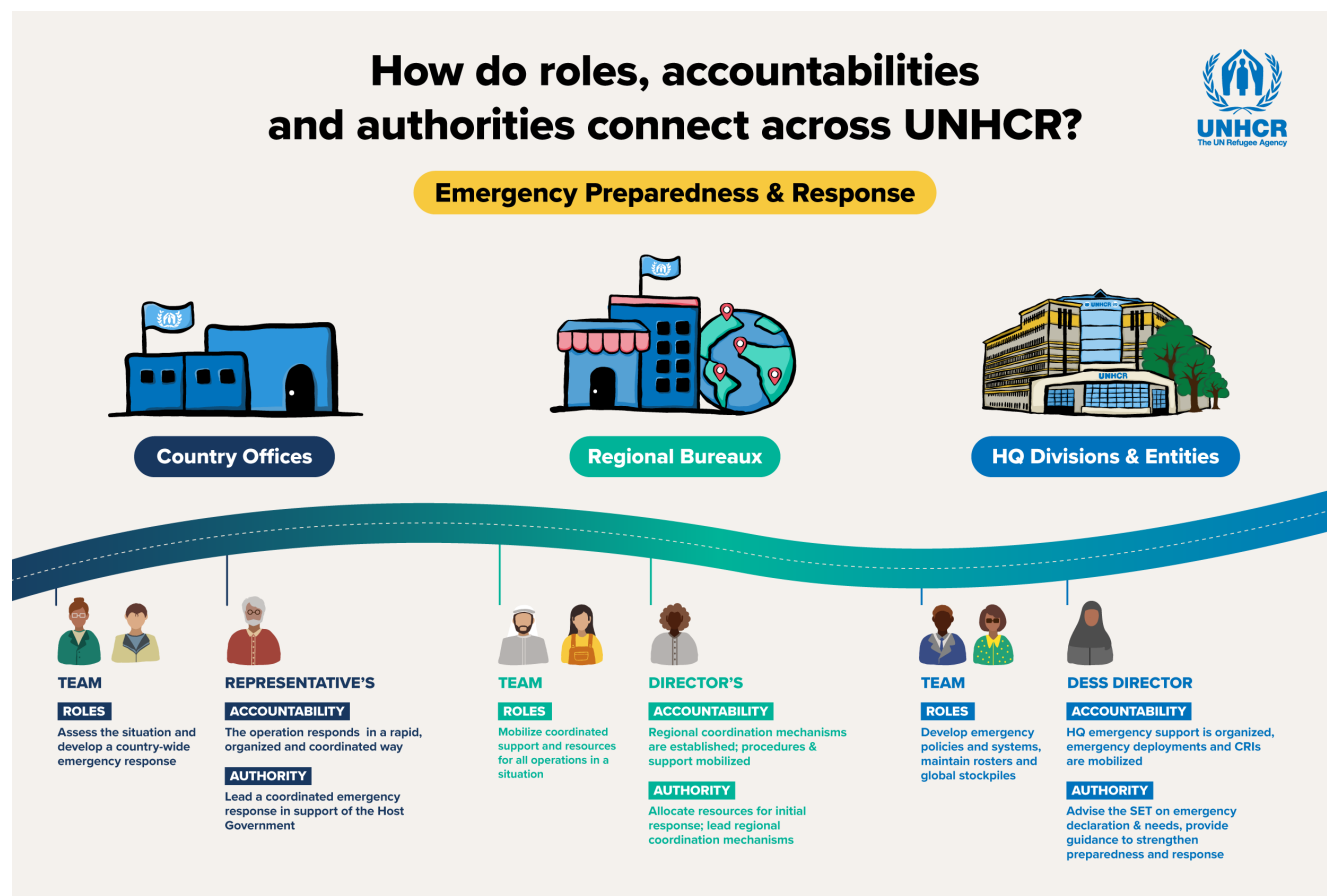 How do roles, accountabilities
and authorities connect across UNHCR?
UNHCR
The UN Refugee Agency
Emergency Preparedness & Response
UNHCR
UNHCR
Country Offices
Regional Bureaux
HQ Divisions & Entities
TEAM
ROLES
Assess the situation and
develop a country-wide
emergency response
REPRESENTATIVE'S
ACCOUNTABILITY
The operation responds in a rapid,
organized and coordinated way
AUTHORITY
Lead a coordinated emergency
response in support of the Host
Government
TEAM
ROLES
Mobilize coordinated
support and resources
for all operations in a
situation
DIRECTOR'S
ACCOUNTABILITY
Regional coordination mechanisms
are established; procedures &
support mobilized
AUTHORITY
Allocate resources for initial
response; lead regional
coordination mechanisms
TEAM
ROLES
Develop emergency
policies and systems,
maintain rosters and
global stockpiles
DESS DIRECTOR
ACCOUNTABILITY
HQ emergency support is organized,
emergency deployments and CRIs
are mobilized
AUTHORITY
Advise the SET on emergency
declaration & needs, provide
guidance to strengthen
preparedness and response